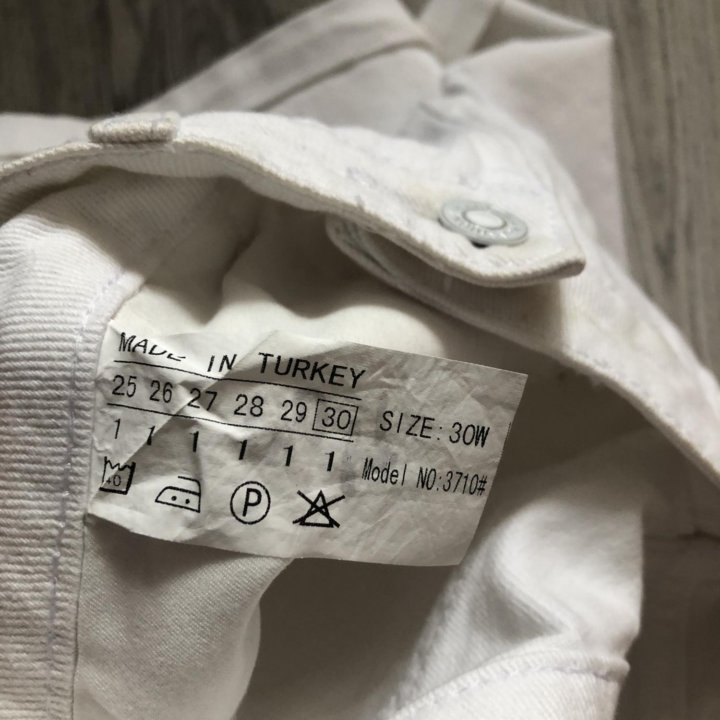 MADE IN TURKEY
25 26 27 28 29 30
1 1 1 1 1 1
SIZE: 30W
Model NO:3710#
40
P